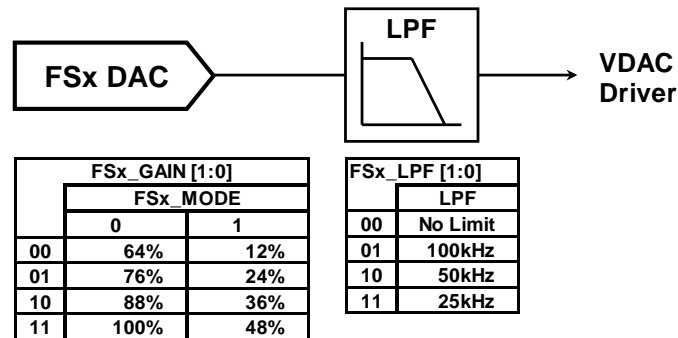 LPF
FSx DAC
VDAC
Driver
FSx_GAIN [1:0]
FSx_MODE
0 1
00 64% 12%
01 76% 24%
10 88% 36%
11 100% 48%
FSx_LPF [1:0]
LPF
00 No Limit
01 100kHz
10 50kHz
11 25kHz